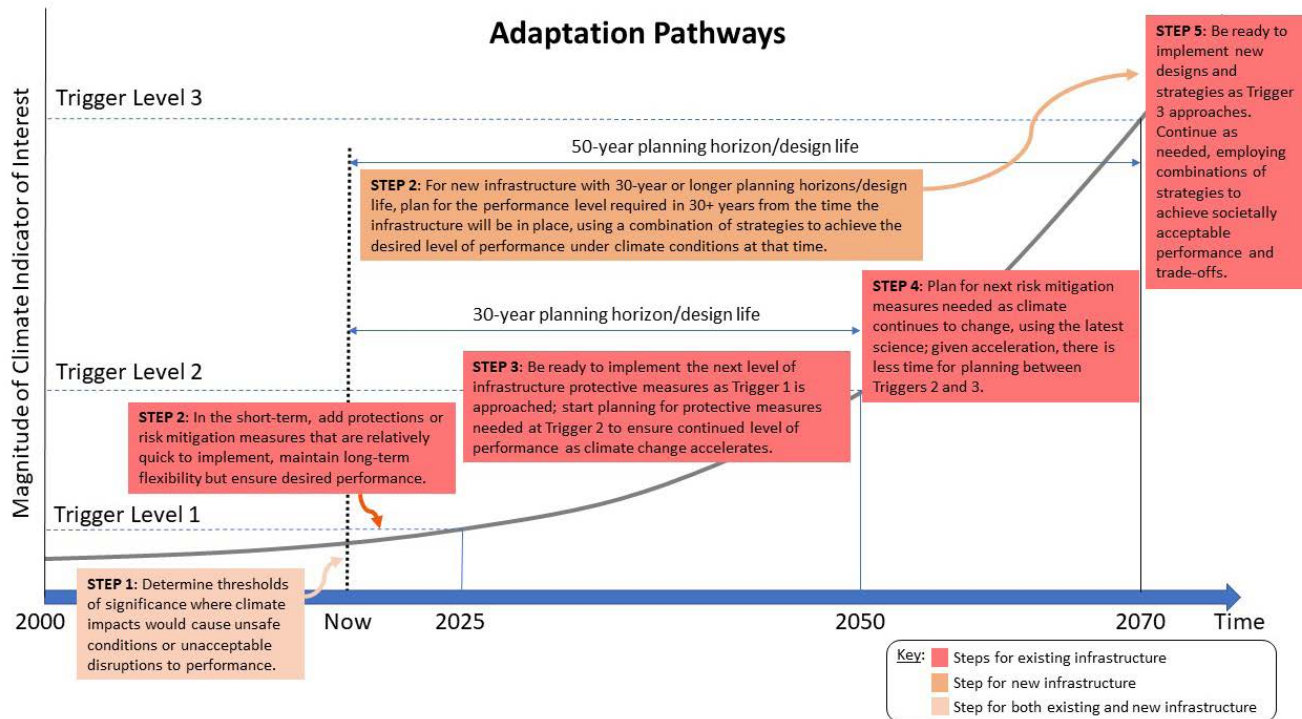 Adaptation Pathways
Magnitude of Climate Indicator of Interest
Trigger Level 3
50-year planning horizon/design life
STEP 2: For new infrastructure with 30-year or longer planning horizons/design
life, plan for the performance level required in 30+ years from the time the
infrastructure will be in place, using a combination of strategies to achieve the
desired level of performance under climate conditions at that time.
STEP 5: Be ready to
implement new
designs and
strategies as Trigger
3 approaches.
Continue as
needed, employing
combinations of
strategies to
achieve societally
acceptable
performance and
trade-offs.
30-year planning horizon/design life
STEP 4: Plan for next risk mitigation
measures needed as climate
continues to change, using the latest
science; given acceleration, there is
less time for planning between
Triggers 2 and 3.
Trigger Level 2
STEP 3: Be ready to implement the next level of
infrastructure protective measures as Trigger 1 is
approached; start planning for protective measures
needed at Trigger 2 to ensure continued level of
performance as climate change accelerates.
STEP 2: In the short-term, add protections or
risk mitigation measures that are relatively
quick to implement, maintain long-term
flexibility but ensure desired performance.
Trigger Level 1
STEP 1: Determine thresholds
of significance where climate
impacts would cause unsafe
conditions or unacceptable
disruptions to performance.
2000 Now 2025 2050 2070 Time
Key:
Steps for existing infrastructure
Step for new infrastructure
Step for both existing and new infrastructure